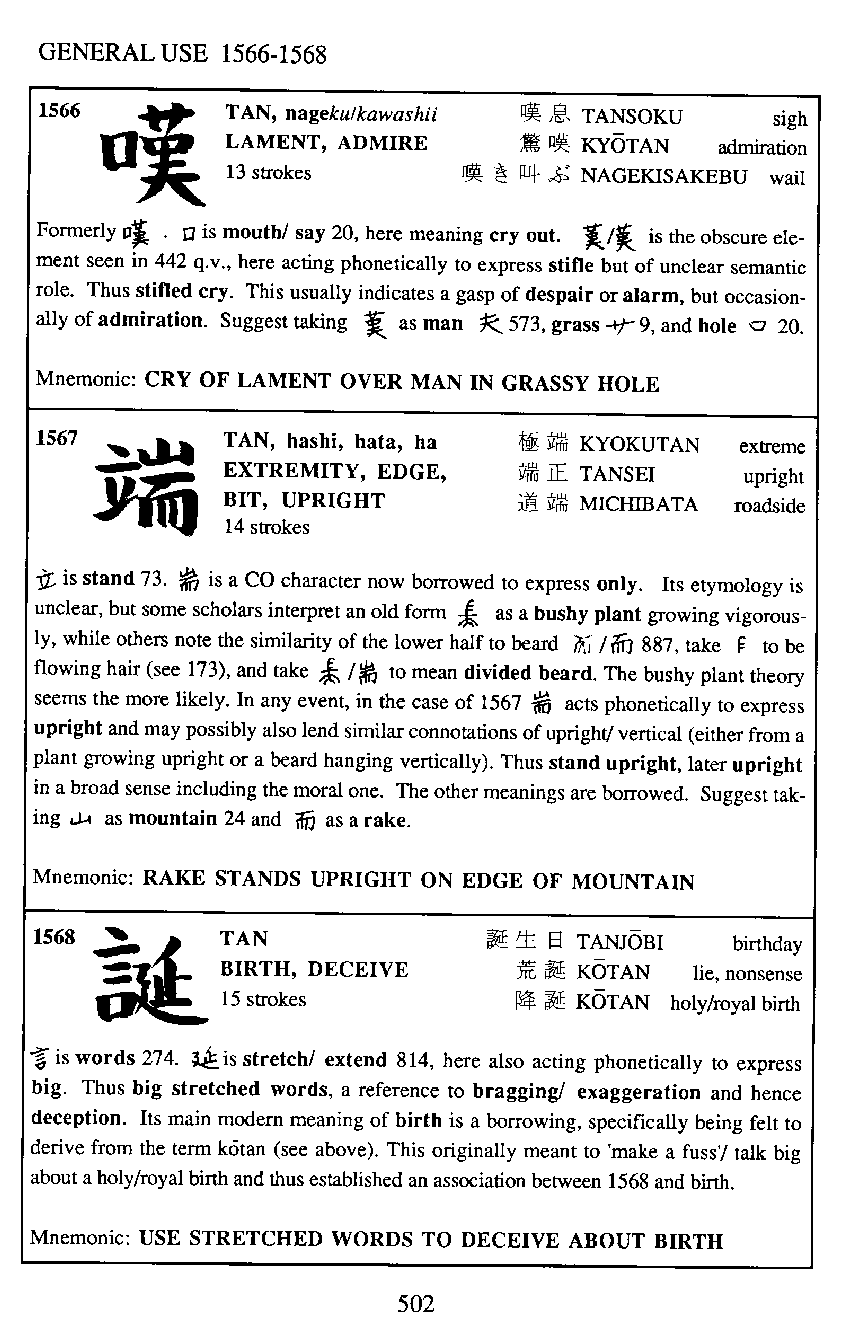 GENERAL USE 1566-1568
1566 嘆 TAN, nageku/kawashii 嘆息 TANSOKU sigh
LAMENT, ADMIRE 驚嘆 KYŌTAN admiration
13 strokes 嘆き叫ぶ NAGEKISAKEBU wail
Formerly 嘆 . 口 is mouth/ say 20, here meaning cry out. is the obscure ele-
ment seen in 442 q.v., here acting phonetically to express stifle but of unclear semantic
role. Thus stifled cry. This usually indicates a gasp of despair or alarm, but occasion-
ally of admiration. Suggest taking as man 夫 573, grass 9, and hole 口 20.
Mnemonic: CRY OF LAMENT OVER MAN IN GRASSY HOLE
1567 端 TAN, hashi, hata, ha 極端 KYOKUTAN extreme
EXTREMITY, EDGE, 端正 TANSEI upright
BIT, UPRIGHT 道端 MICHIBATA roadside
14 strokes
立 is stand 73. 耑 is a CO character now borrowed to express only. Its etymology is
unclear, but some scholars interpret an old form as a bushy plant growing vigorous-
ly, while others note the similarity of the lower half to beard /而 887, take to be
flowing hair (see 173), and take /耑 to mean divided beard. The bushy plant theory
seems the more likely. In any event, in the case of 1567 耑 acts phonetically to express
upright and may possibly also lend similar connotations of upright/ vertical (either from a
plant growing upright or a beard hanging vertically). Thus stand upright, later upright
in a broad sense including the moral one. The other meanings are borrowed. Suggest tak-
ing 山 as mountain 24 and 而 as a rake.
Mnemonic: RAKE STANDS UPRIGHT ON EDGE OF MOUNTAIN
1568 誕 TAN 誕生日 TANJŌBI birthday
BIRTH, DECEIVE 荒誕 KŌTAN lie, nonsense
15 strokes 降誕 KŌTAN holy/royal birth
言 is words 274. 延 is stretch/ extend 814, here also acting phonetically to express
big. Thus big stretched words, a reference to bragging/ exaggeration and hence
deception. Its main modern meaning of birth is a borrowing, specifically being felt to
derive from the term kōtan (see above). This originally meant to 'make a fuss'/ talk big
about a holy/royal birth and thus established an association between 1568 and birth.
Mnemonic: USE STRETCHED WORDS TO DECEIVE ABOUT BIRTH
502